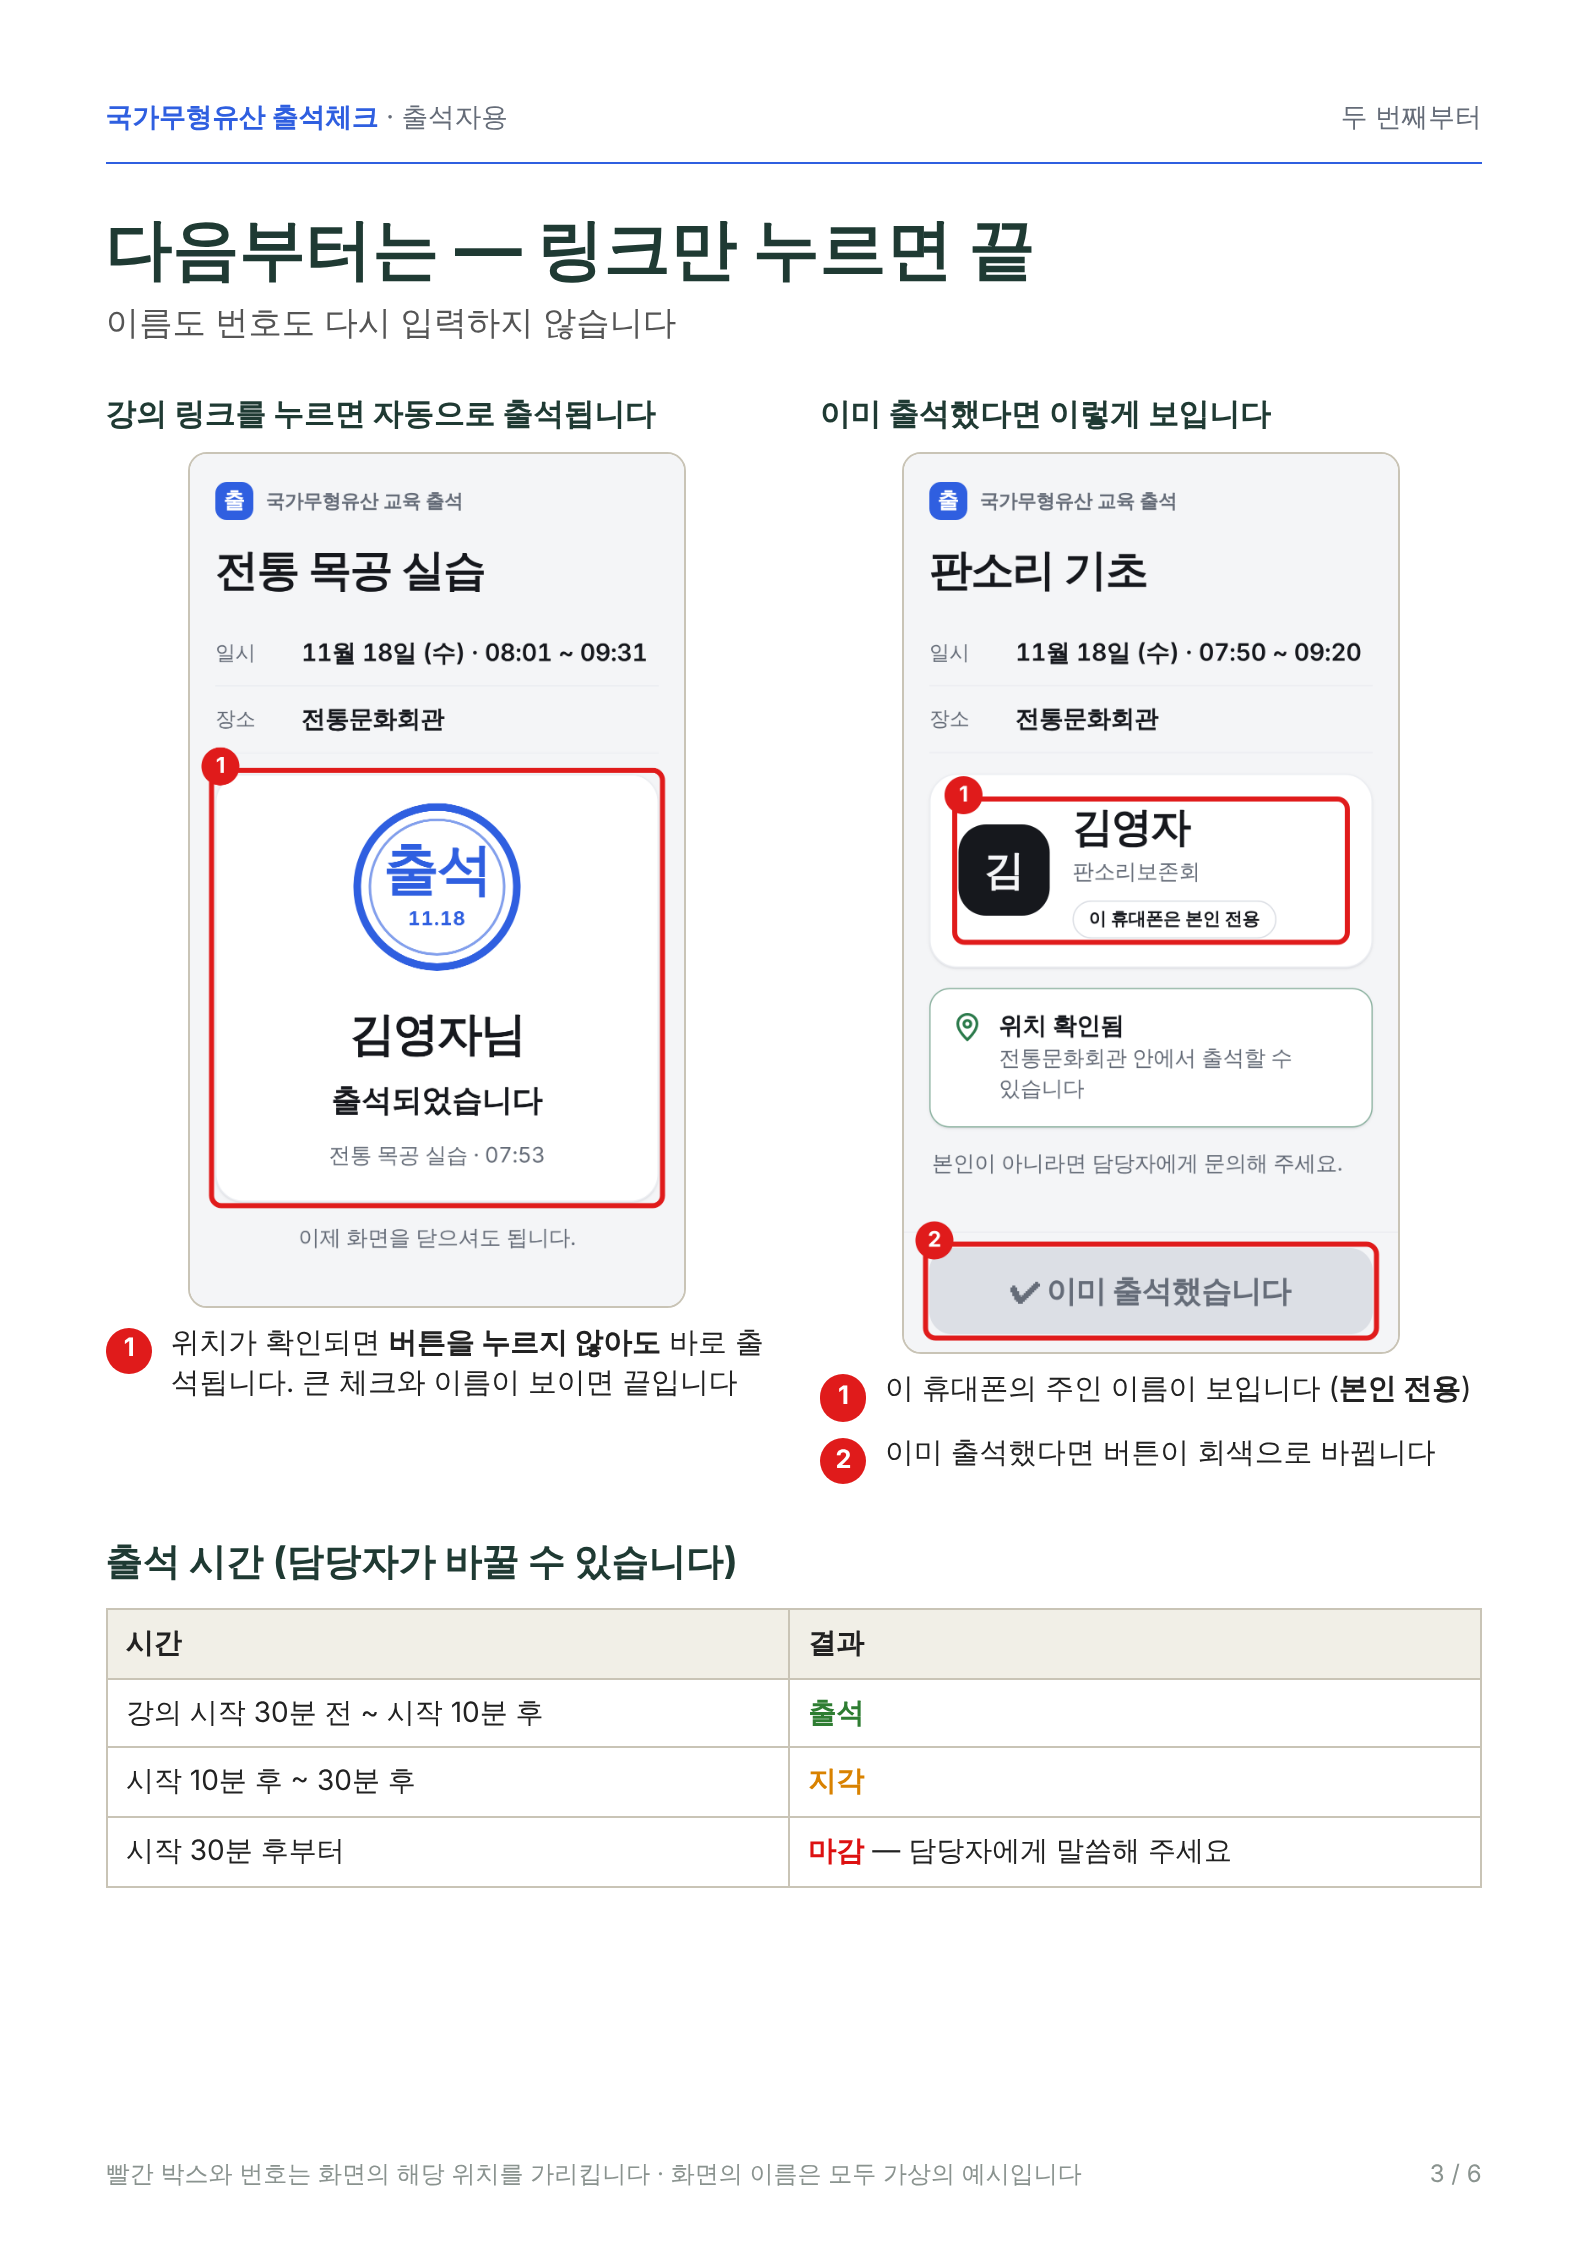 국가무형유산 출석체크 · 출석자용
두 번째부터
다음부터는 — 링크만 누르면 끝
이름도 번호도 다시 입력하지 않습니다
강의 링크를 누르면 자동으로 출석됩니다
출 국가무형유산 교육 출석
전통 목공 실습
일시 11월 18일 (수) · 08:01 ~ 09:31
장소 전통문화회관
1
출석
11.18
김영자님
출석되었습니다
전통 목공 실습 · 07:53
이제 화면을 닫으셔도 됩니다.
1 위치가 확인되면 버튼을 누르지 않아도 바로 출
석됩니다. 큰 체크와 이름이 보이면 끝입니다
이미 출석했다면 이렇게 보입니다
출 국가무형유산 교육 출석
판소리 기초
일시 11월 18일 (수) · 07:50 ~ 09:20
장소 전통문화회관
1
김
김영자
판소리보존회
이 휴대폰은 본인 전용
위치 확인됨
전통문화회관 안에서 출석할 수
있습니다
본인이 아니라면 담당자에게 문의해 주세요.
2
✔ 이미 출석했습니다
1 이 휴대폰의 주인 이름이 보입니다 (본인 전용)
2 이미 출석했다면 버튼이 회색으로 바뀝니다
출석 시간 (담당자가 바꿀 수 있습니다)
시간 결과
강의 시작 30분 전 ~ 시작 10분 후 출석
시작 10분 후 ~ 30분 후 지각
시작 30분 후부터 마감 — 담당자에게 말씀해 주세요
빨간 박스와 번호는 화면의 해당 위치를 가리킵니다 · 화면의 이름은 모두 가상의 예시입니다
3 / 6